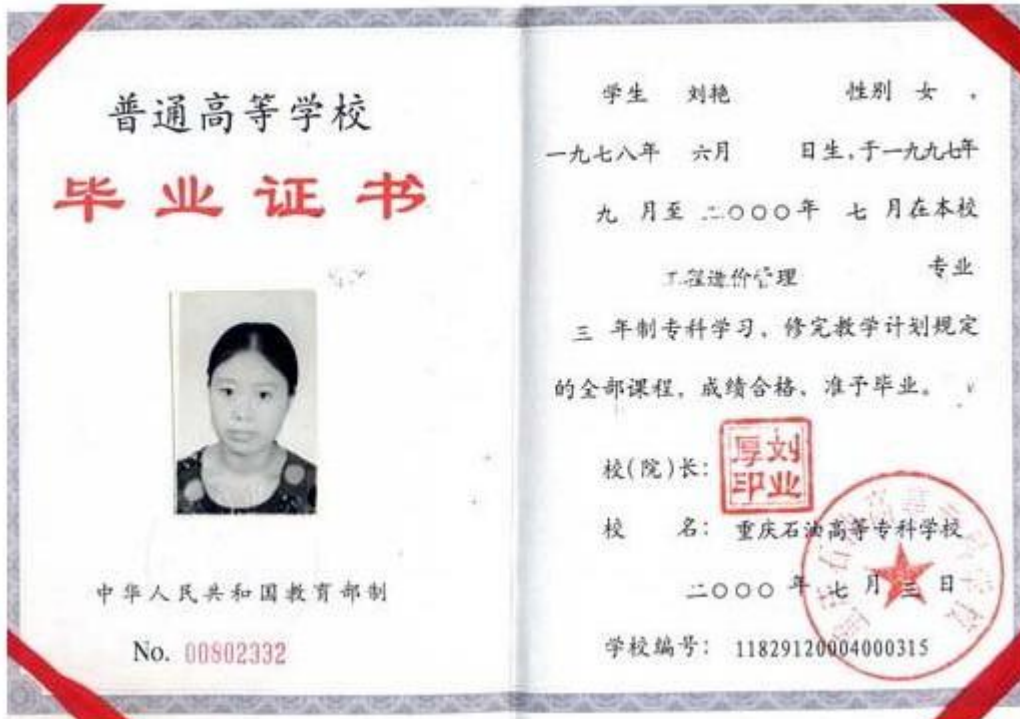 普通高等学校
毕业证书
中华人民共和国教育部制
No. 00802332
学生 刘艳 性别 女 ，
一九七八年 六月 日生，于一九九七年
九 月至 二〇〇〇年 七 月在本校
工程造价管理 专业
三 年制专科学习，修完教学计划规定
的全部课程，成绩合格，准予毕业。
校(院)长：
刘业厚印
校 名：重庆石油高等专科学校
二〇〇〇 年 七 月 三 日
学校编号：11829120004000315